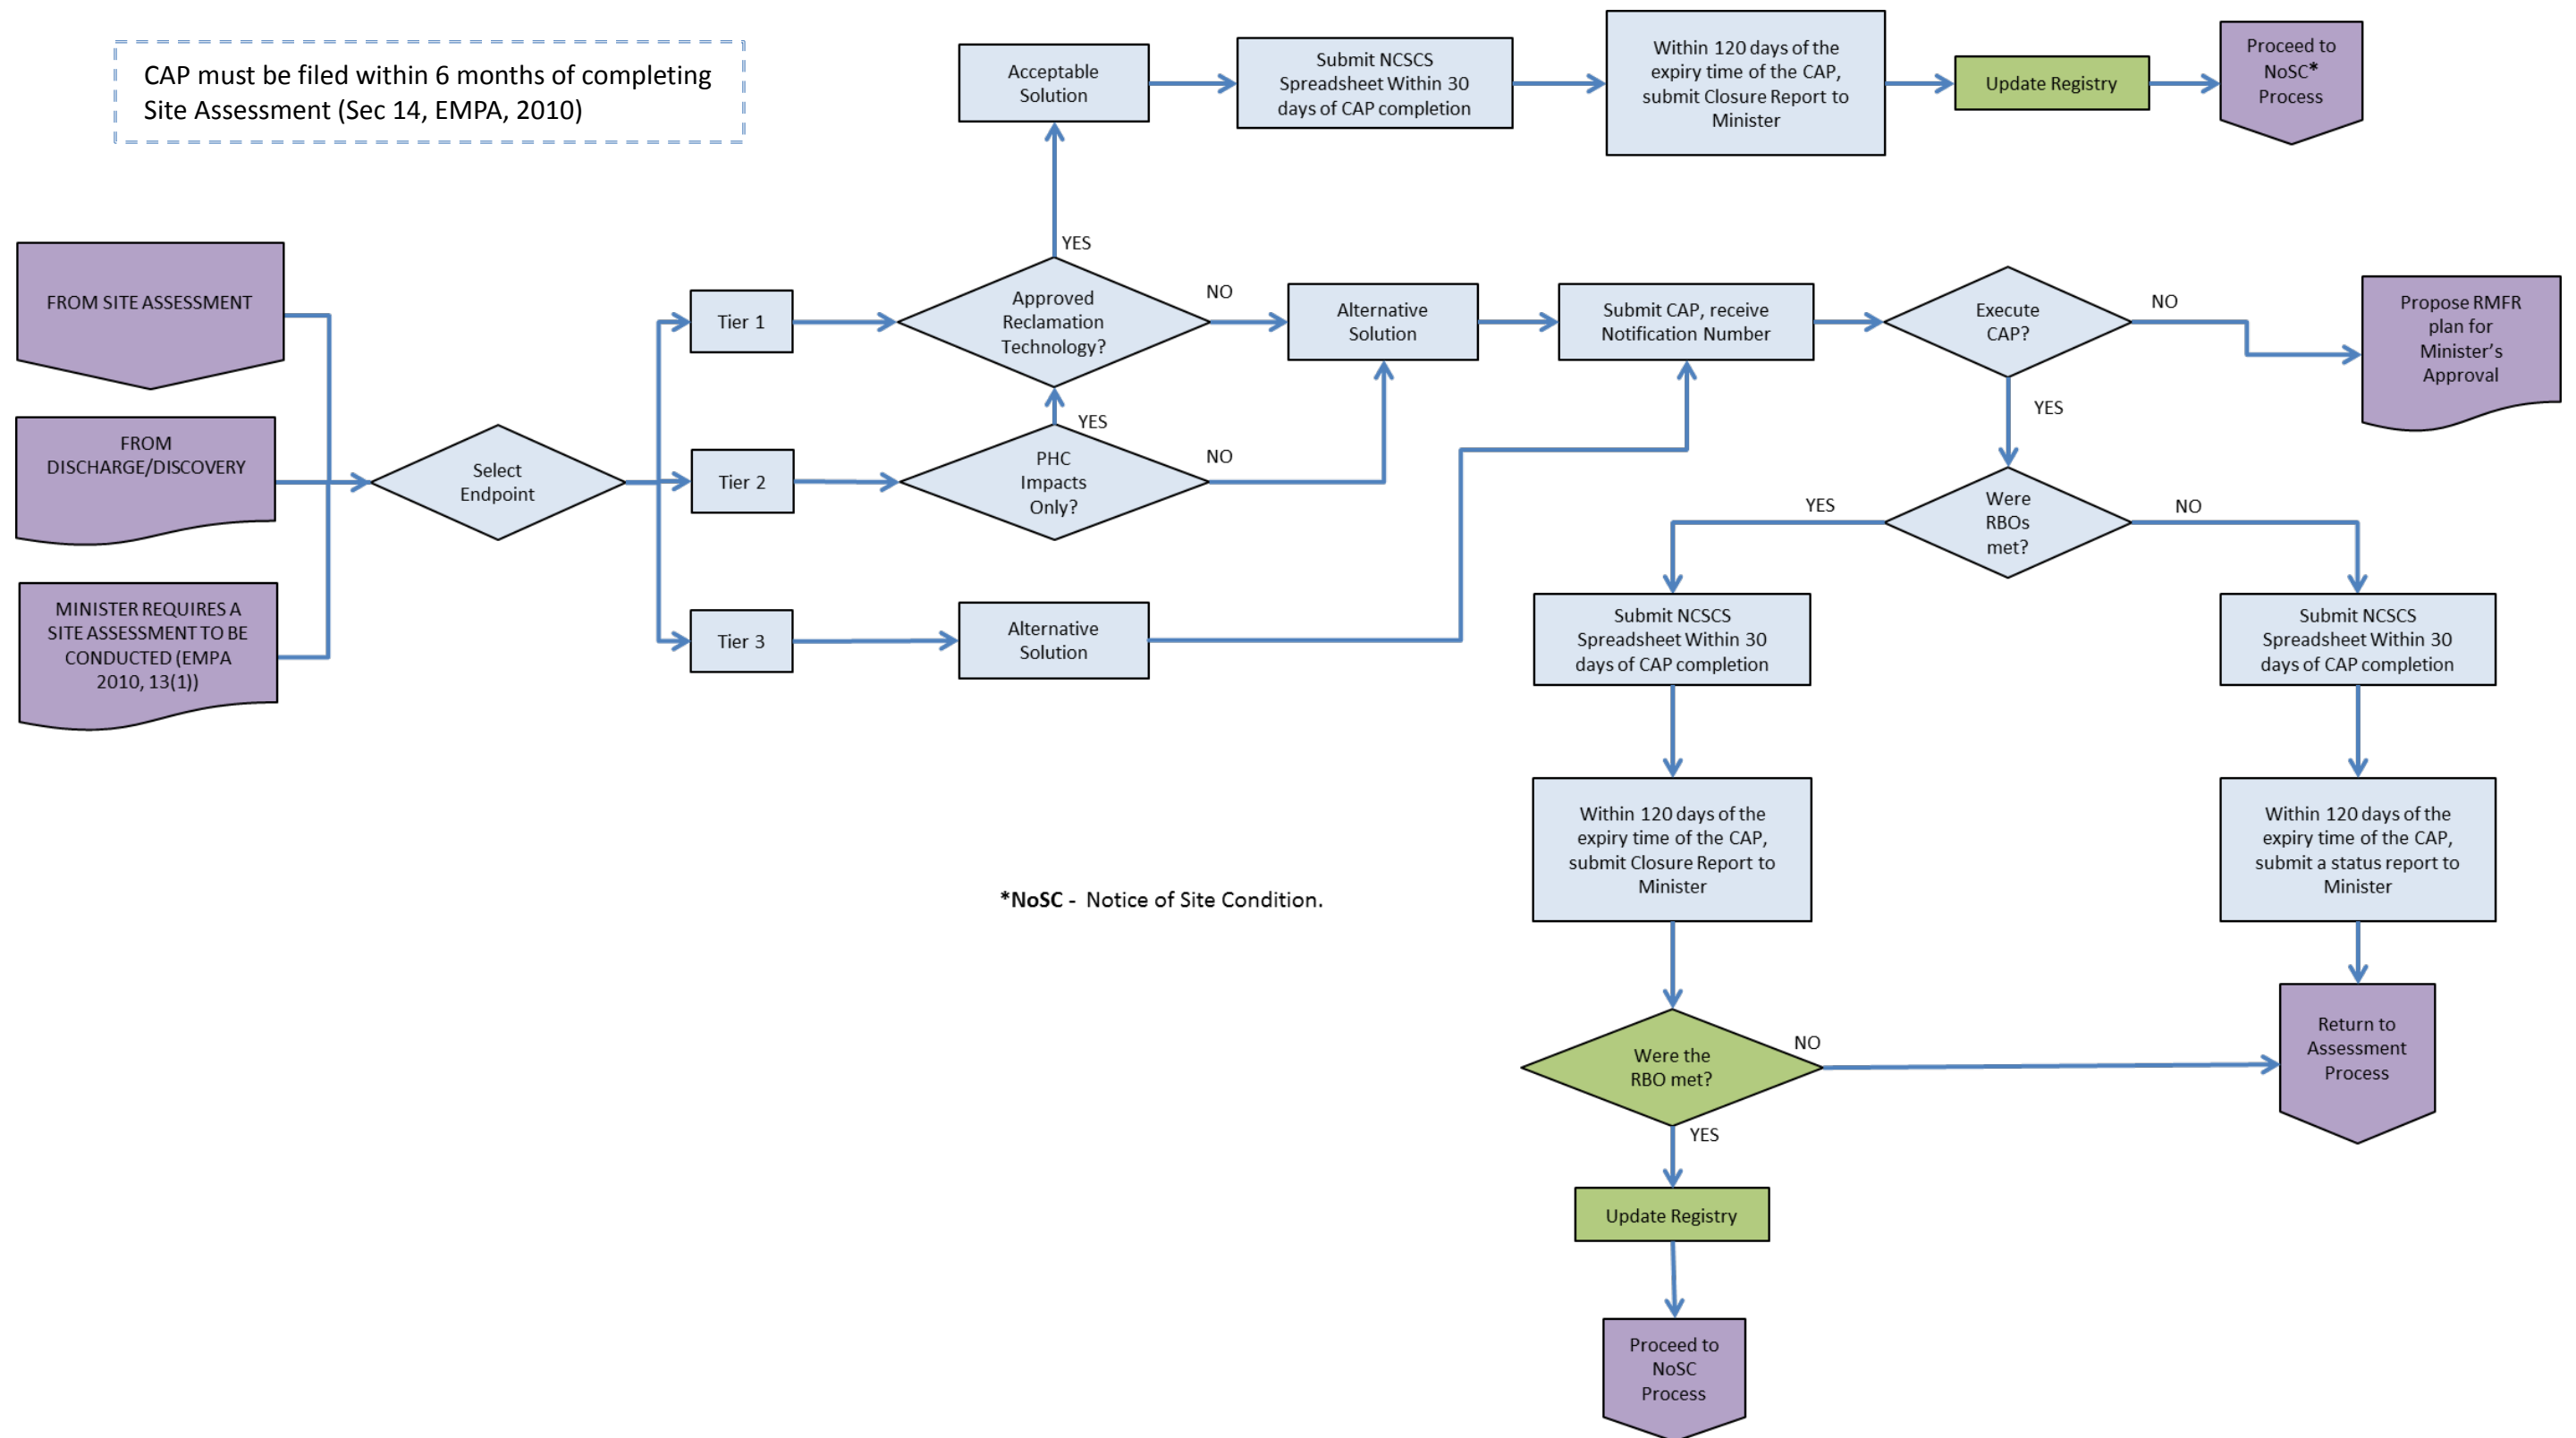 CAP must be filed within 6 months of completing
Site Assessment (Sec 14, EMPA, 2010)
Acceptable
Solution
Submit NCSCS
Spreadsheet Within 30
days of CAP completion
Within 120 days of the
expiry time of the CAP,
submit Closure Report to
Minister
Update Registry
Proceed to
NoSC*
Process
FROM SITE ASSESSMENT
FROM
DISCHARGE/DISCOVERY
MINISTER REQUIRES A
SITE ASSESSMENT TO BE
CONDUCTED (EMPA
2010, 13(1))
Select
Endpoint
Tier 1
Tier 2
Tier 3
YES
Approved
Reclamation
Technology?
NO
YES
PHC
Impacts
Only?
NO
Alternative
Solution
Alternative
Solution
Submit CAP, receive
Notification Number
Execute
CAP?
NO
Propose RMFR
plan for
Minister's
Approval
YES
Were
RBOs
met?
YES
NO
Submit NCSCS
Spreadsheet Within 30
days of CAP completion
Submit NCSCS
Spreadsheet Within 30
days of CAP completion
Within 120 days of the
expiry time of the CAP,
submit Closure Report to
Minister
Within 120 days of the
expiry time of the CAP,
submit a status report to
Minister
*NoSC - Notice of Site Condition.
Were the
RBO met?
NO
Return to
Assessment
Process
YES
Update Registry
Proceed to
NoSC
Process